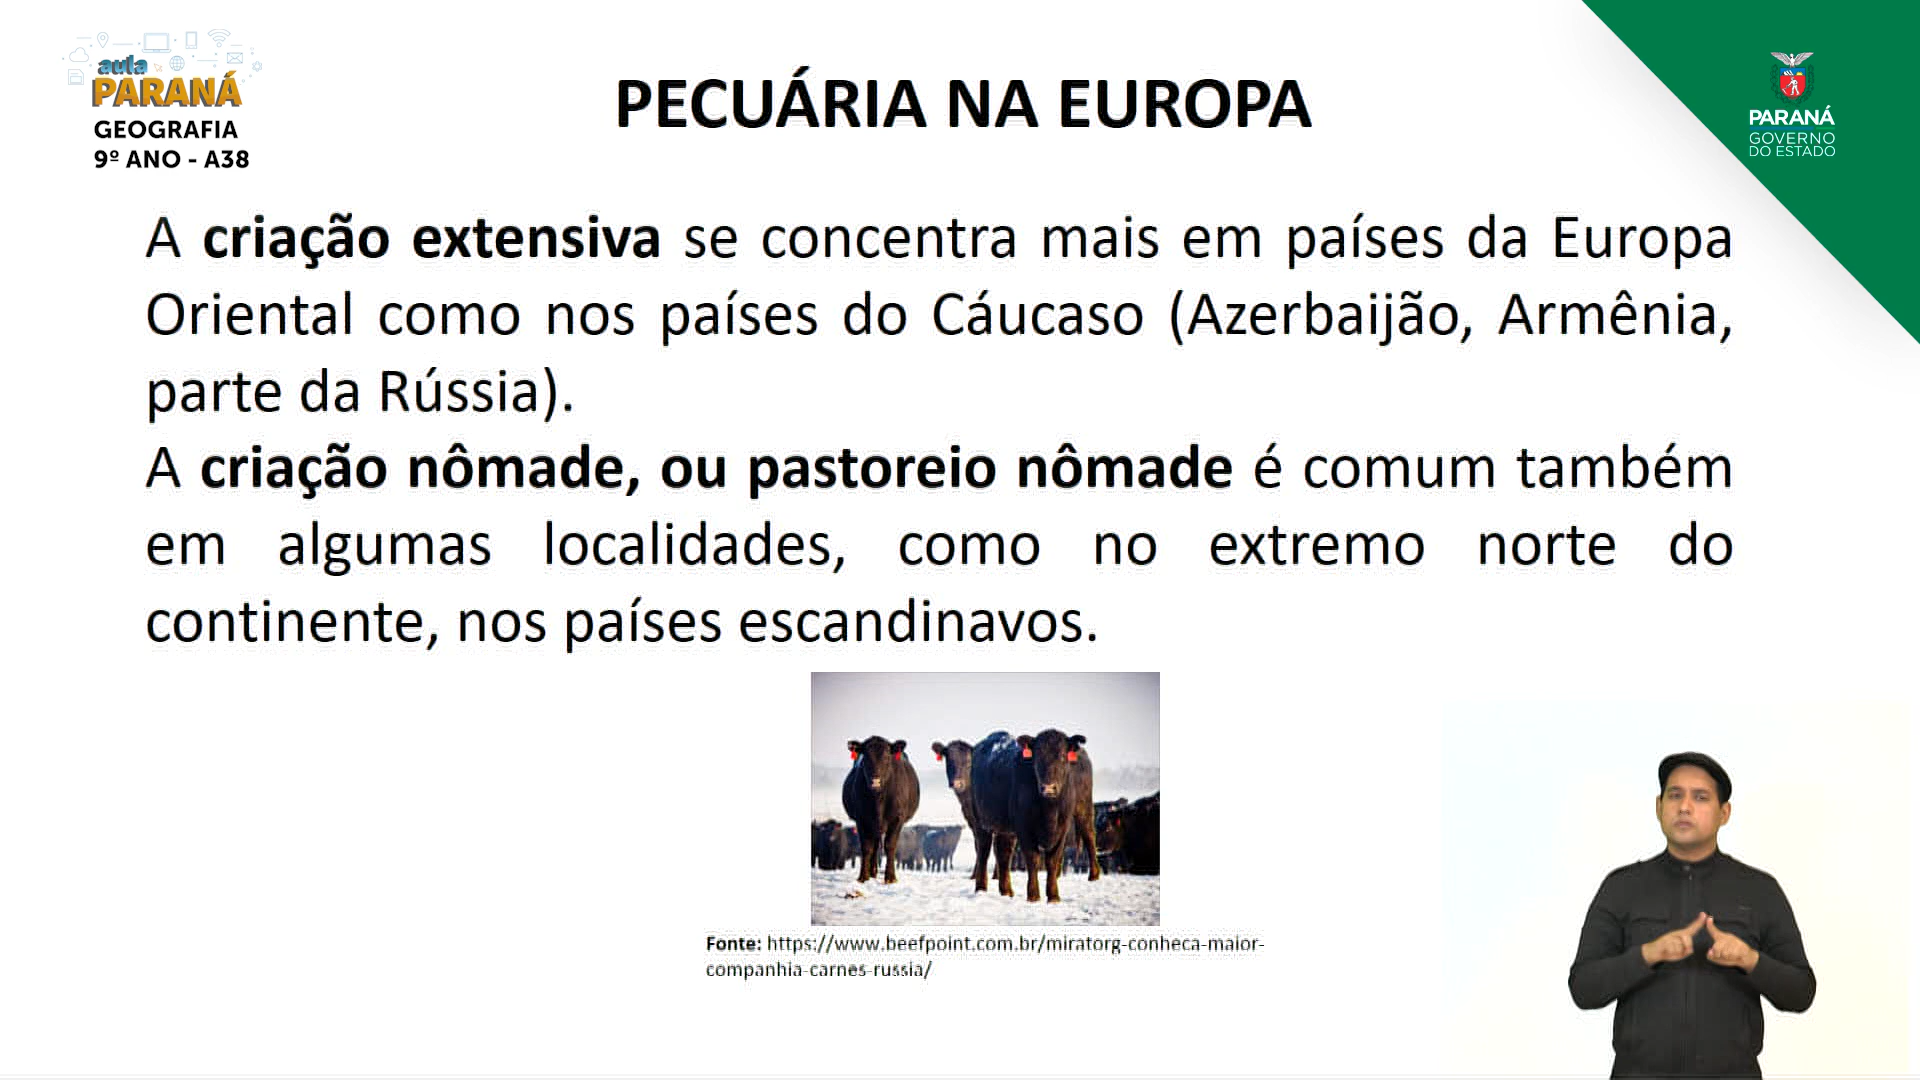 aula
PARANÁ
GEOGRAFIA
9º ANO - A38
PECUÁRIA NA EUROPA
PARANÁ
GOVERNO
DO ESTADO
A criação extensiva se concentra mais em países da Europa
Oriental como nos países do Cáucaso (Azerbaijão, Armênia,
parte da Rússia).
A criação nômade, ou pastoreio nômade é comum também
em algumas localidades, como no extremo norte do
continente, nos países escandinavos.
Fonte: https://www.beefpoint.com.br/miratorg-conheca-maior-
companhia-carnes-russia/